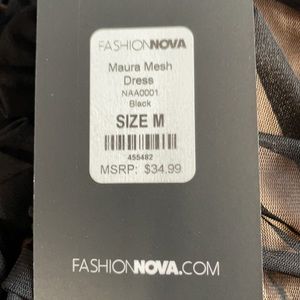 FASHIONNOVA
Maura Mesh
Dress
NAA0001
Black
SIZE M
455482
MSRP: $34.99
FASHIONNOVA.COM